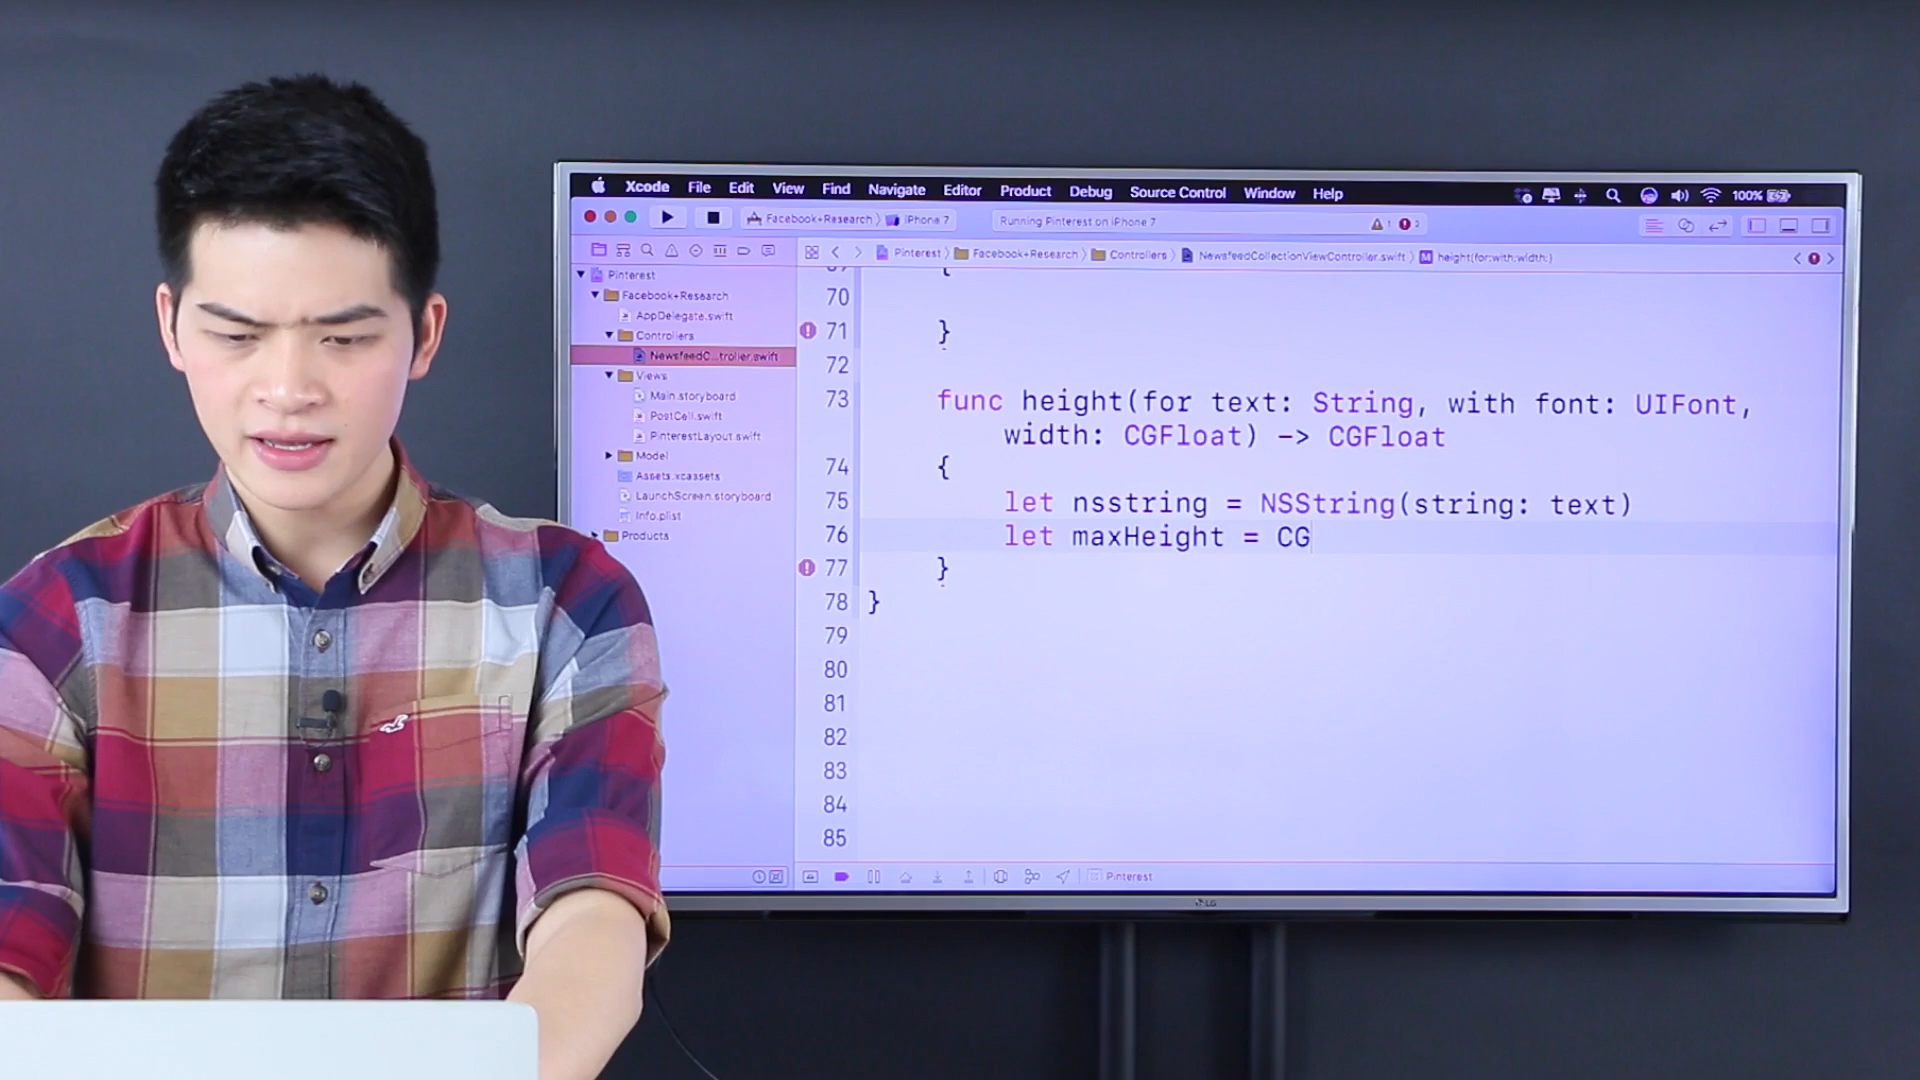 Xcode File Edit View Find Navigate Editor Product Debug Source Control Window Help 100%
Facebook+Research iPhone 7 Running Pinterest on iPhone 7
Pinterest Facebook+Research Controllers NewsfeedCollectionViewController.swift height(for:with:width:)
Pinterest
Facebook+Research
AppDelegate.swift
Controllers
NewsfeedC...troller.swift
Views
Main.storyboard
PostCell.swift
PinterestLayout.swift
Model
Assets.xcassets
LaunchScreen.storyboard
Info.plist
Products
{
70
71 }
72
73 func height(for text: String, with font: UIFont,
width: CGFloat) -> CGFloat
74 {
75 let nsstring = NSString(string: text)
76 let maxHeight = CG
77 }
78 }
79
80
81
82
83
84
85
Pinterest
LG